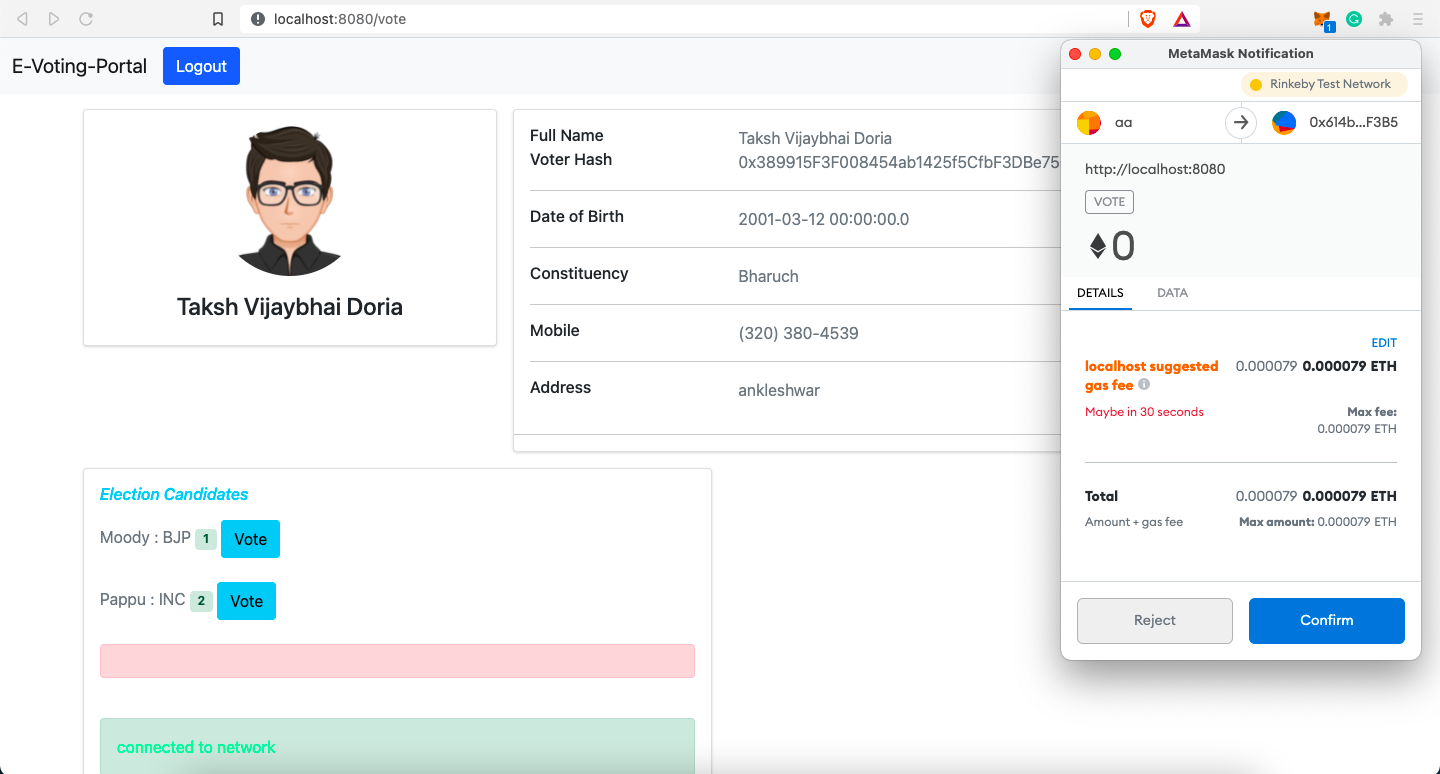 localhost:8080/vote
1
E-Voting-Portal
Logout
Taksh Vijaybhai Doria
Full Name Taksh Vijaybhai Doria
Voter Hash 0x389915F3F008454ab1425f5CfbF3DBe75
Date of Birth 2001-03-12 00:00:00.0
Constituency Bharuch
Mobile (320) 380-4539
Address ankleshwar
Election Candidates
Moody : BJP 1 Vote
Pappu : INC 2 Vote
connected to network
MetaMask Notification
Rinkeby Test Network
aa 0x614b...F3B5
http://localhost:8080
VOTE
0
DETAILS DATA
EDIT
localhost suggested 0.000079 0.000079 ETH
gas fee
Maybe in 30 seconds Max fee:
0.000079 ETH
Total 0.000079 0.000079 ETH
Amount + gas fee Max amount: 0.000079 ETH
Reject Confirm